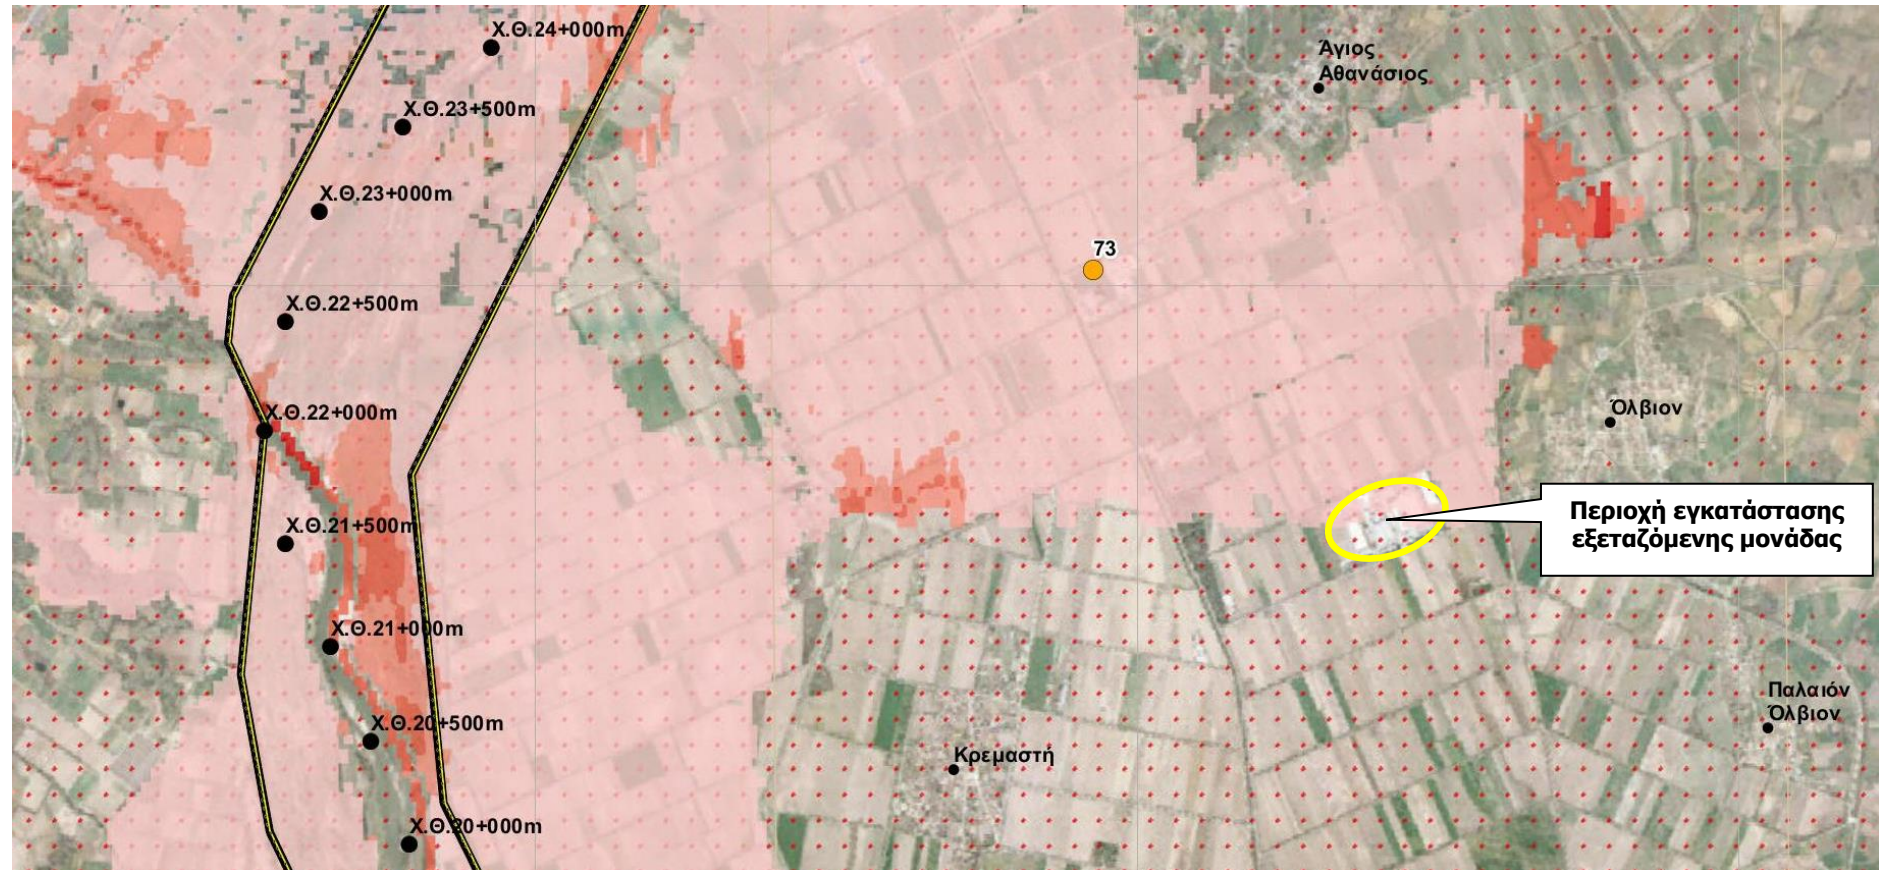 Χ.Θ.24+000m
Άγιος
Αθανάσιος
Χ.Θ.23+500m
Χ.Θ.23+000m
73
Χ.Θ.22+500m
Χ.Θ.22+000m
Όλβιον
Χ.Θ.21+500m
Περιοχή εγκατάστασης
εξεταζόμενης μονάδας
Χ.Θ.21+000m
Παλαιόν
Όλβιον
Χ.Θ.20+500m
Κρεμαστή
Χ.Θ.20+000m